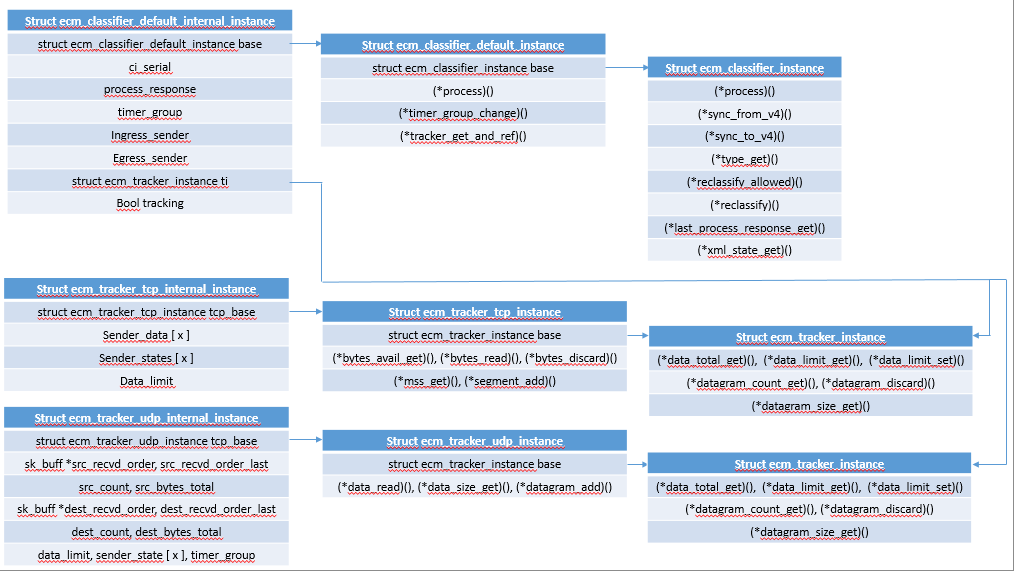 Struct ecm_classifier_default_internal_instance
struct ecm_classifier_default_instance base
ci_serial
process_response
timer_group
Ingress_sender
Egress_sender
struct ecm_tracker_instance ti
Bool tracking
Struct ecm_classifier_default_instance
struct ecm_classifier_instance base
(*process)()
(*timer_group_change)()
(*tracker_get_and_ref)()
Struct ecm_classifier_instance
(*process)()
(*sync_from_v4)()
(*sync_to_v4)()
(*type_get)()
(*reclassify_allowed)()
(*reclassify)()
(*last_process_response_get)()
(*xml_state_get)()
Struct ecm_tracker_tcp_internal_instance
struct ecm_tracker_tcp_instance tcp_base
Sender_data [ x ]
Sender_states [ x ]
Data_limit
Struct ecm_tracker_tcp_instance
struct ecm_tracker_instance base
(*bytes_avail_get)(), (*bytes_read)(), (*bytes_discard)()
(*mss_get)(), (*segment_add)()
Struct ecm_tracker_instance
(*data_total_get)(),  (*data_limit_get)(),  (*data_limit_set)()
(*datagram_count_get)(), (*datagram_discard)()
(*datagram_size_get)()
Struct ecm_tracker_udp_internal_instance
struct ecm_tracker_udp_instance tcp_base
sk_buff *src_recvd_order, src_recvd_order_last
src_count, src_bytes_total
sk_buff *dest_recvd_order, dest_recvd_order_last
dest_count, dest_bytes_total
data_limit, sender_state [ x ], timer_group
Struct ecm_tracker_udp_instance
struct ecm_tracker_instance base
(*data_read)(), (*data_size_get)(), (*datagram_add)()
Struct ecm_tracker_instance
(*data_total_get)(),  (*data_limit_get)(),  (*data_limit_set)()
(*datagram_count_get)(), (*datagram_discard)()
(*datagram_size_get)()